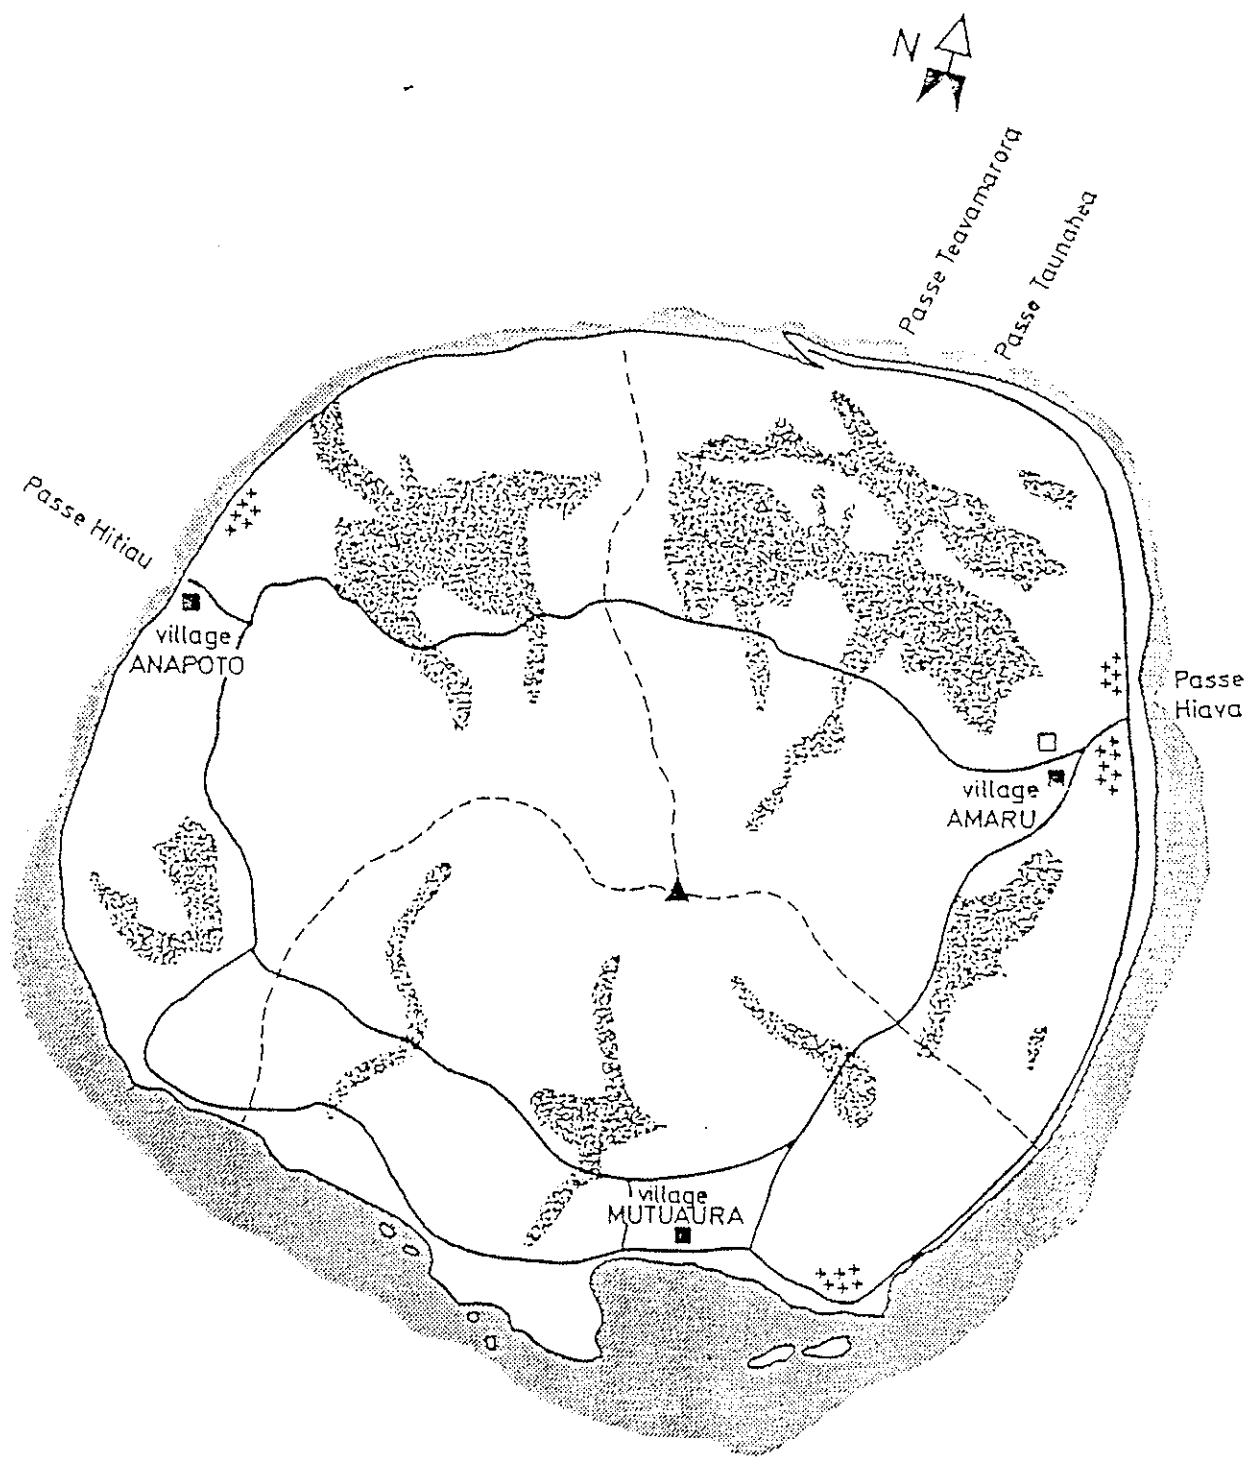 N
Passe Teavamarora
Passe Taunahea
Passe Hitiau
village
ANAPOTO
Passe
Hiava
village
AMARU
village
MUTUAURA